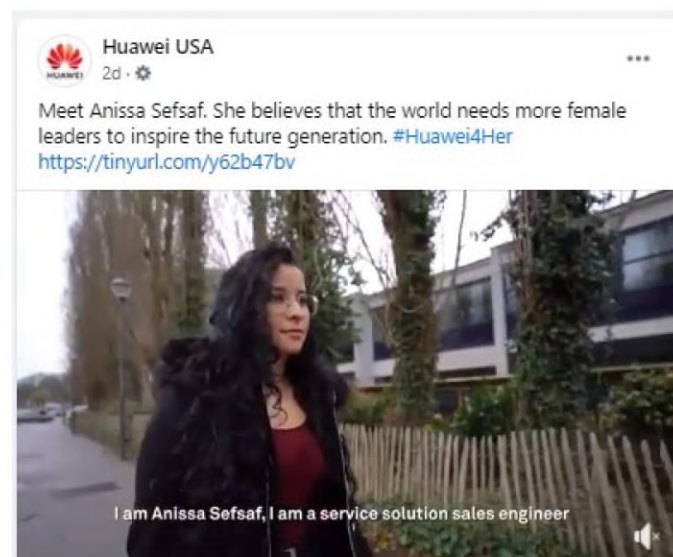 Huawei USA
HUAWEI
2d ·
Meet Anissa Sefsaf. She believes that the world needs more female
leaders to inspire the future generation. #Huawei4Her
https://tinyurl.com/y62b47bv
I am Anissa Sefsaf, I am a service solution sales engineer